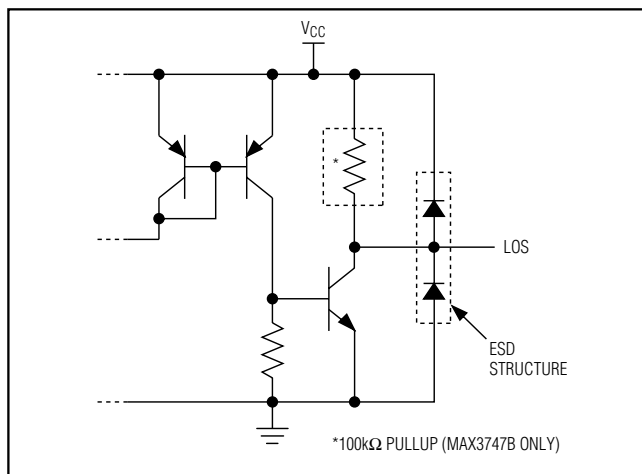 VCC
*
LOS
ESD
STRUCTURE
*100kΩ PULLUP (MAX3747B ONLY)